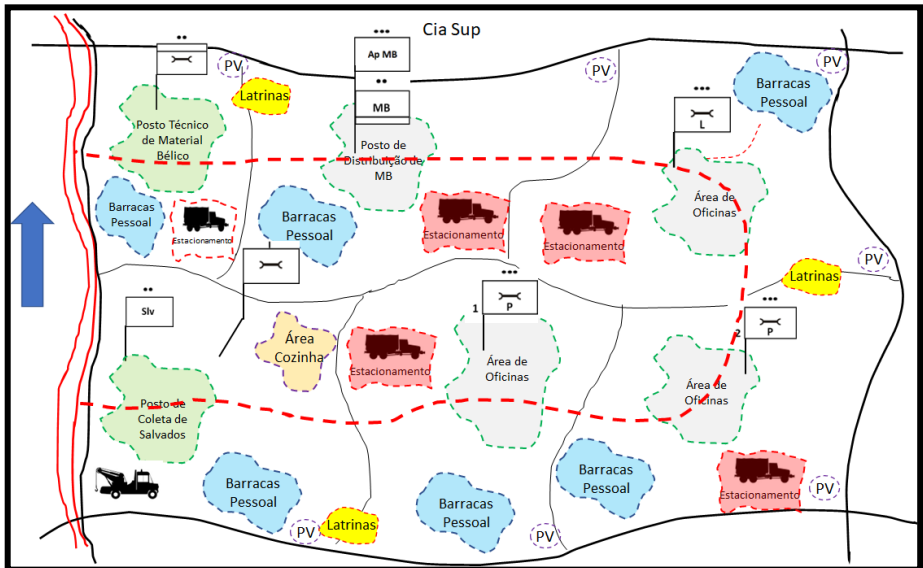 Cia Sup
Ap MB
MB
PV
PV
PV
Latrinas
Barracas
Pessoal
L
Posto Técnico
de Material
Bélico
Posto de
Distribuição de
MB
Área de
Oficinas
Barracas
Pessoal
Estacionamento
Barracas
Pessoal
Estacionamento
Estacionamento
PV
Latrinas
Slv
1
P
2
P
Área
Cozinha
Estacionamento
Área de
Oficinas
Área de
Oficinas
Posto de
Coleta de
Salvados
Barracas
Pessoal
Barracas
Pessoal
Barracas
Pessoal
Estacionamento
PV
PV
Latrinas
PV